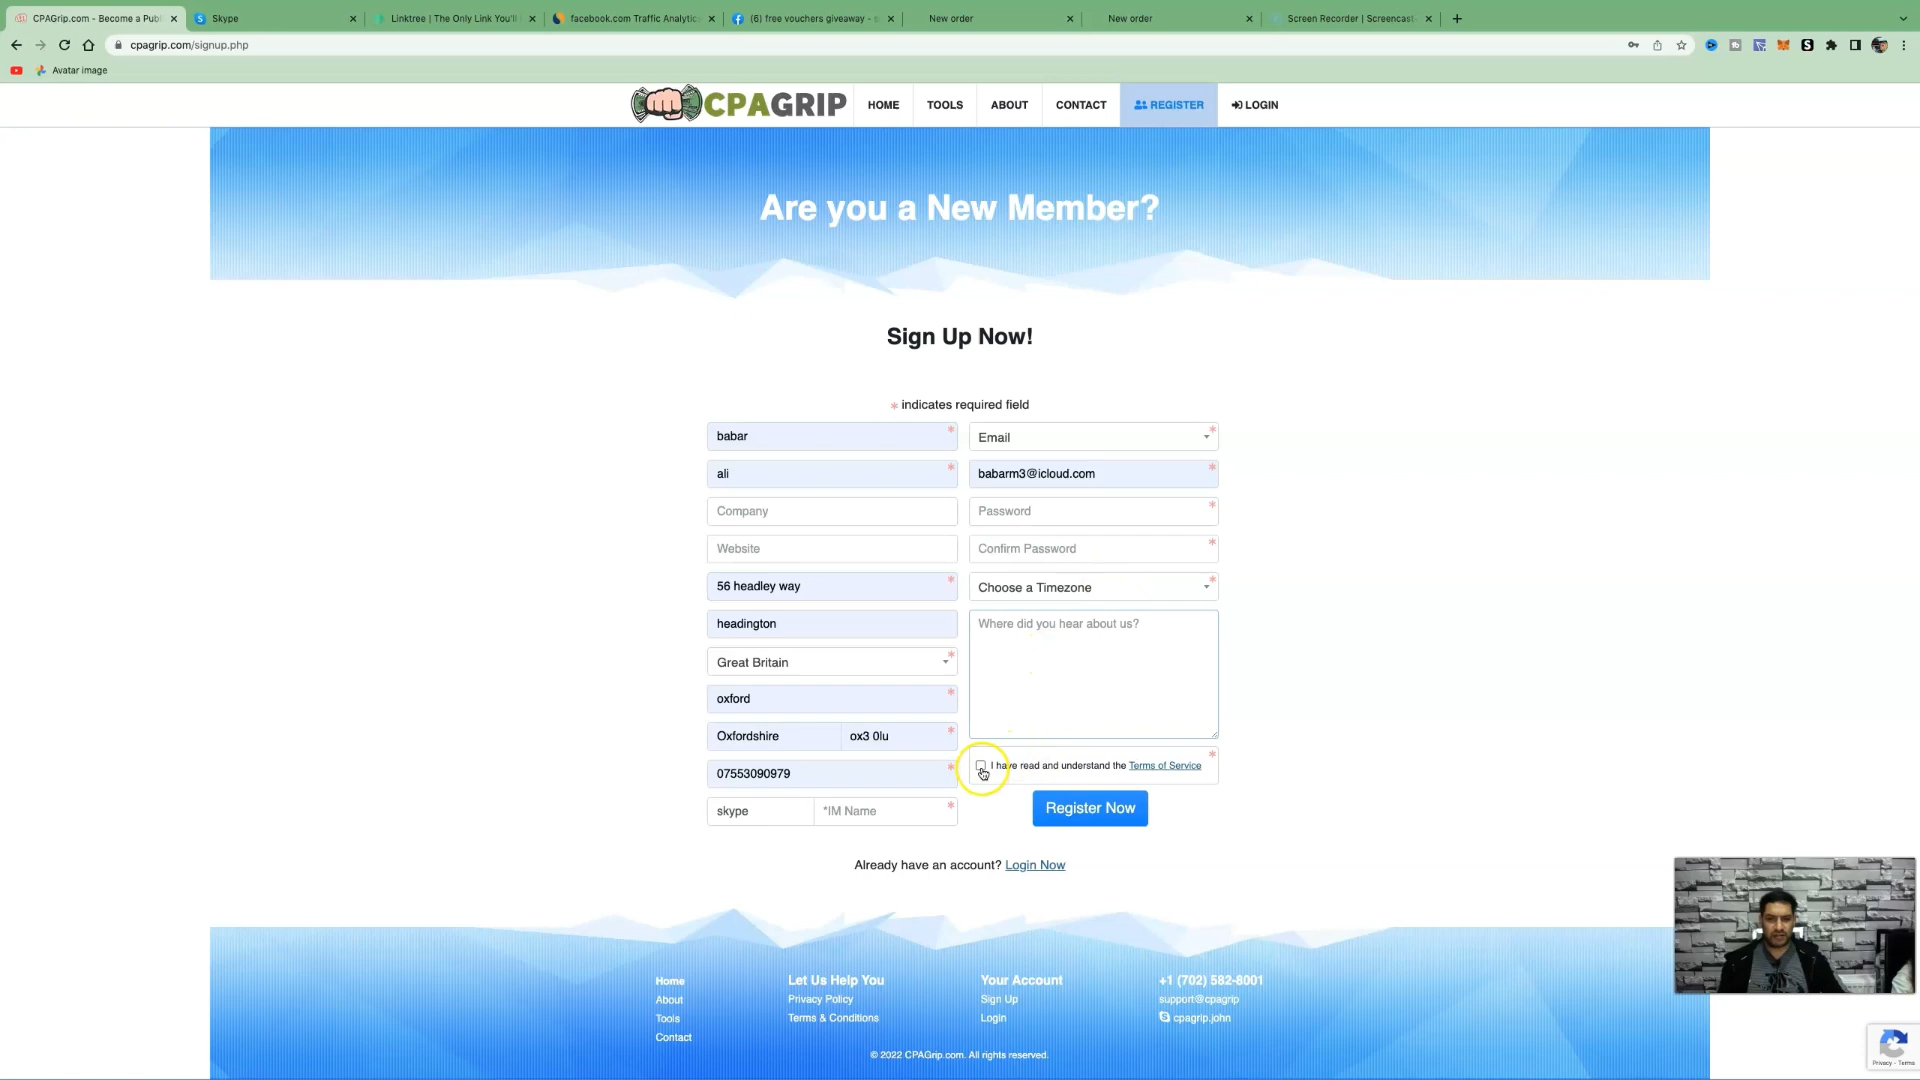 CPAGrip.com - Become a Publ
Skype
Linktree | The Only Link You'll
facebook.com Traffic Analytics
(6) free vouchers giveaway -
New order
New order
Screen Recorder | Screencast
cpagrip.com/signup.php
Avatar image
CPAGRIP
HOME
TOOLS
ABOUT
CONTACT
REGISTER
LOGIN
Are you a New Member?
Sign Up Now!
* indicates required field
babar *
Email *
ali *
babarm3@icloud.com *
Company
Password *
Website
Confirm Password *
56 headley way *
Choose a Timezone *
headington
Where did you hear about us?
Great Britain *
oxford *
Oxfordshire
ox3 0lu *
I have read and understand the Terms of Service *
07553090979 *
Register Now
skype
*IM Name *
Already have an account? Login Now
Home
About
Tools
Contact
Let Us Help You
Privacy Policy
Terms & Conditions
Your Account
Sign Up
Login
+1 (702) 582-8001
support@cpagrip
cpagrip.john
© 2022 CPAGrip.com. All rights reserved.
Privacy - Terms